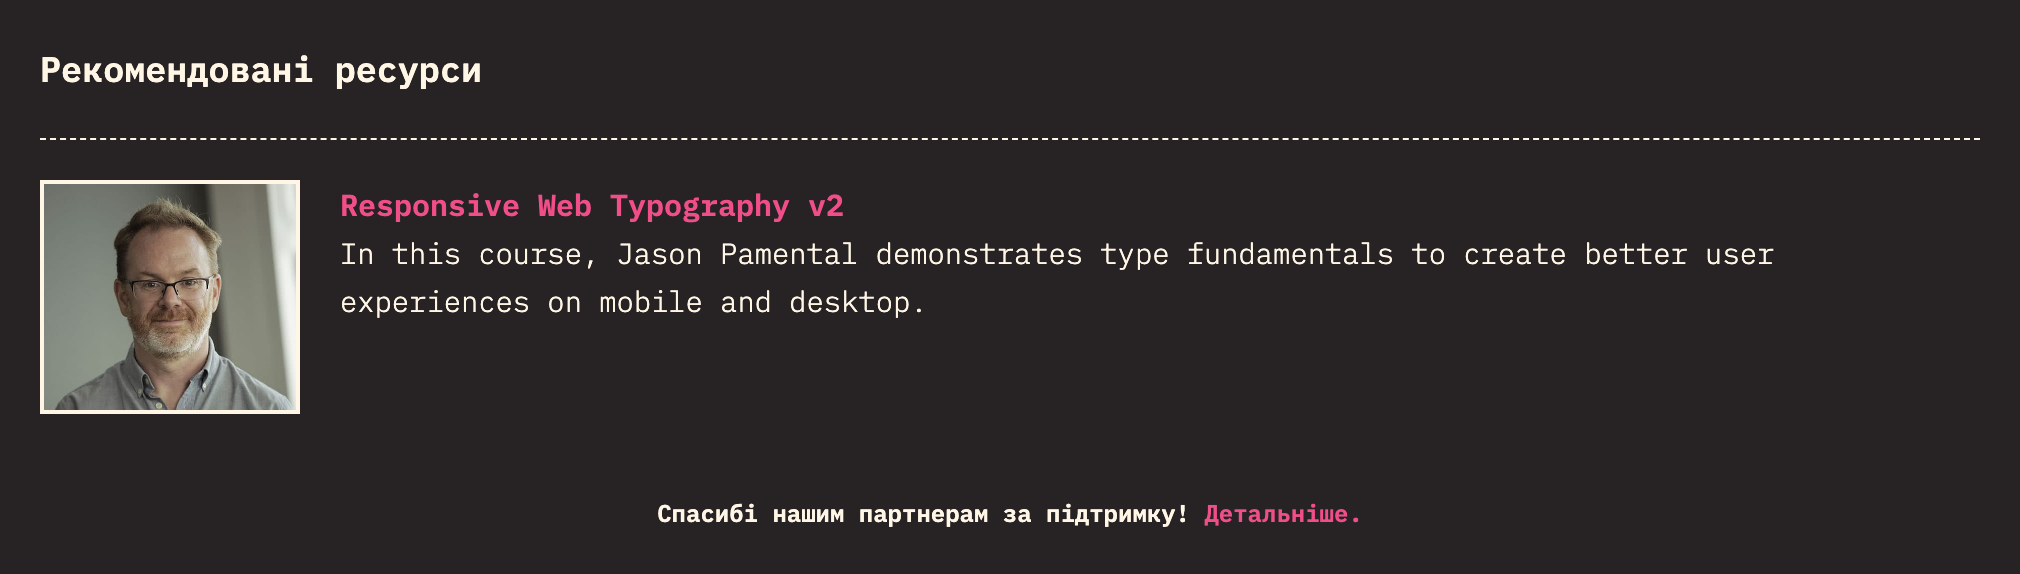 Рекомендовані ресурси
Responsive Web Typography v2
In this course, Jason Pamental demonstrates type fundamentals to create better user
experiences on mobile and desktop.
Спасибі нашим партнерам за підтримку! Детальніше.